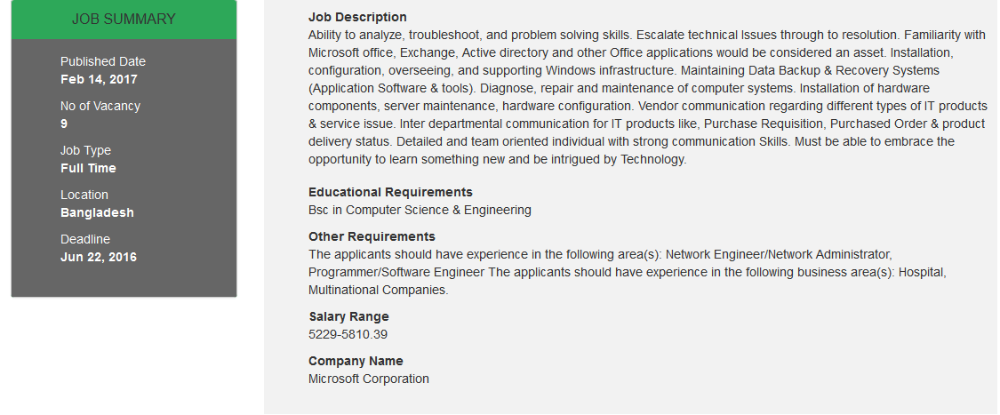 JOB SUMMARY
Published Date
Feb 14, 2017
No of Vacancy
9
Job Type
Full Time
Location
Bangladesh
Deadline
Jun 22, 2016
Job Description
Ability to analyze, troubleshoot, and problem solving skills. Escalate technical Issues through to resolution. Familiarity with
Microsoft office, Exchange, Active directory and other Office applications would be considered an asset. Installation,
configuration, overseeing, and supporting Windows infrastructure. Maintaining Data Backup & Recovery Systems
(Application Software & tools). Diagnose, repair and maintenance of computer systems. Installation of hardware
components, server maintenance, hardware configuration. Vendor communication regarding different types of IT products
& service issue. Inter departmental communication for IT products like, Purchase Requisition, Purchased Order & product
delivery status. Detailed and team oriented individual with strong communication Skills. Must be able to embrace the
opportunity to learn something new and be intrigued by Technology.
Educational Requirements
Bsc in Computer Science & Engineering
Other Requirements
The applicants should have experience in the following area(s): Network Engineer/Network Administrator,
Programmer/Software Engineer The applicants should have experience in the following business area(s): Hospital,
Multinational Companies.
Salary Range
5229-5810.39
Company Name
Microsoft Corporation